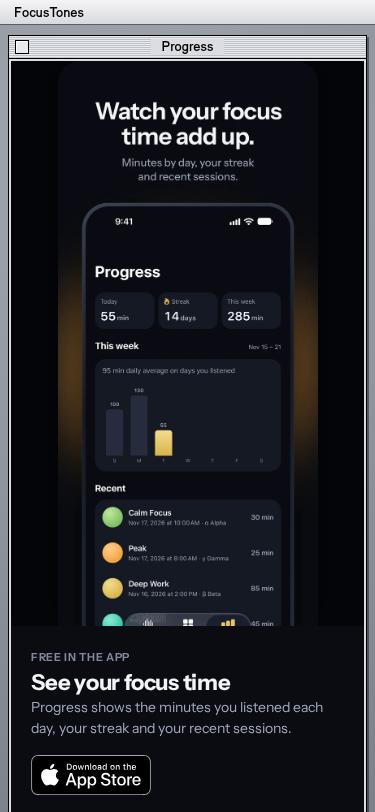 FocusTones
Progress
Watch your focus
time add up.
Minutes by day, your streak
and recent sessions.
9:41
Progress
Today
55 min
Streak
14 days
This week
285 min
This week
Nov 15 – 21
95 min daily average on days you listened
100
130
55
S M T W T F S
Calm Focus
30 min
Nov 17, 2026 at 10:00 AM · α Alpha
Peak
25 min
Nov 17, 2026 at 8:00 AM · γ Gamma
Deep Work
85 min
Nov 16, 2026 at 2:00 PM · β Beta
45 min
FREE IN THE APP
See your focus time
Progress shows the minutes you listened each
day, your streak and your recent sessions.
Download on the
App Store